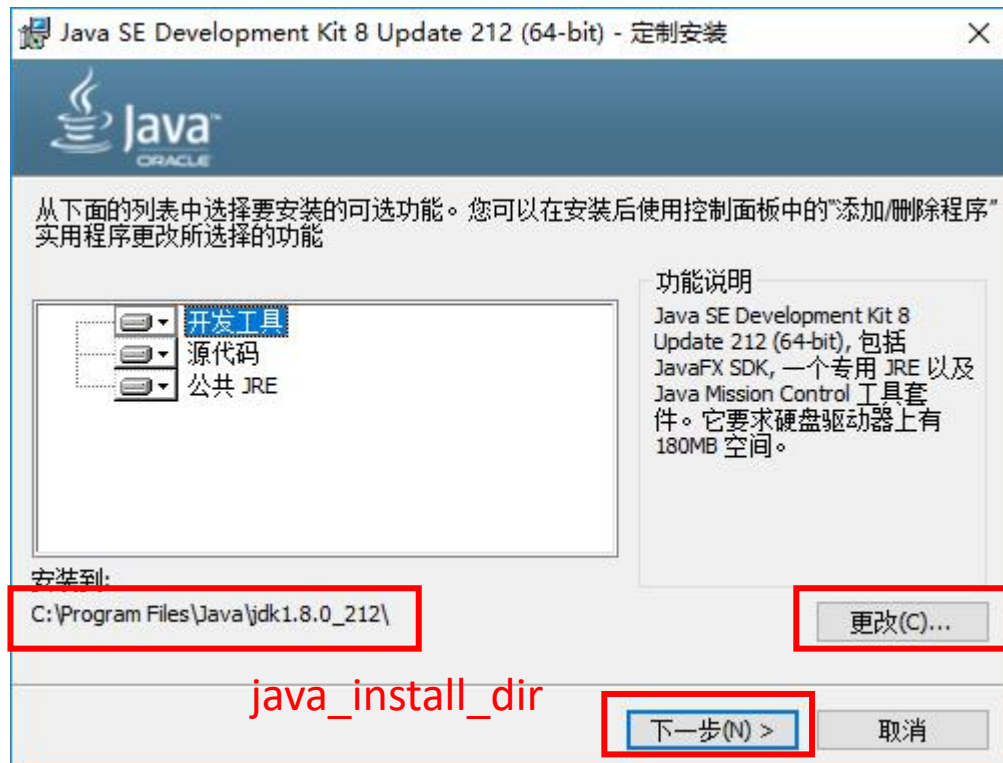 Java SE Development Kit 8 Update 212 (64-bit) - 定制安装
Java™
ORACLE
从下面的列表中选择要安装的可选功能。您可以在安装后使用控制面板中的"添加/删除程序"
实用程序更改所选择的功能
开发工具
源代码
公共 JRE
功能说明
Java SE Development Kit 8
Update 212 (64-bit), 包括
JavaFX SDK, 一个专用 JRE 以及
Java Mission Control 工具套
件。它要求硬盘驱动器上有
180MB 空间。
安装到:
C:\Program Files\Java\jdk1.8.0_212\
更改(C)...
java_install_dir
下一步(N) >
取消